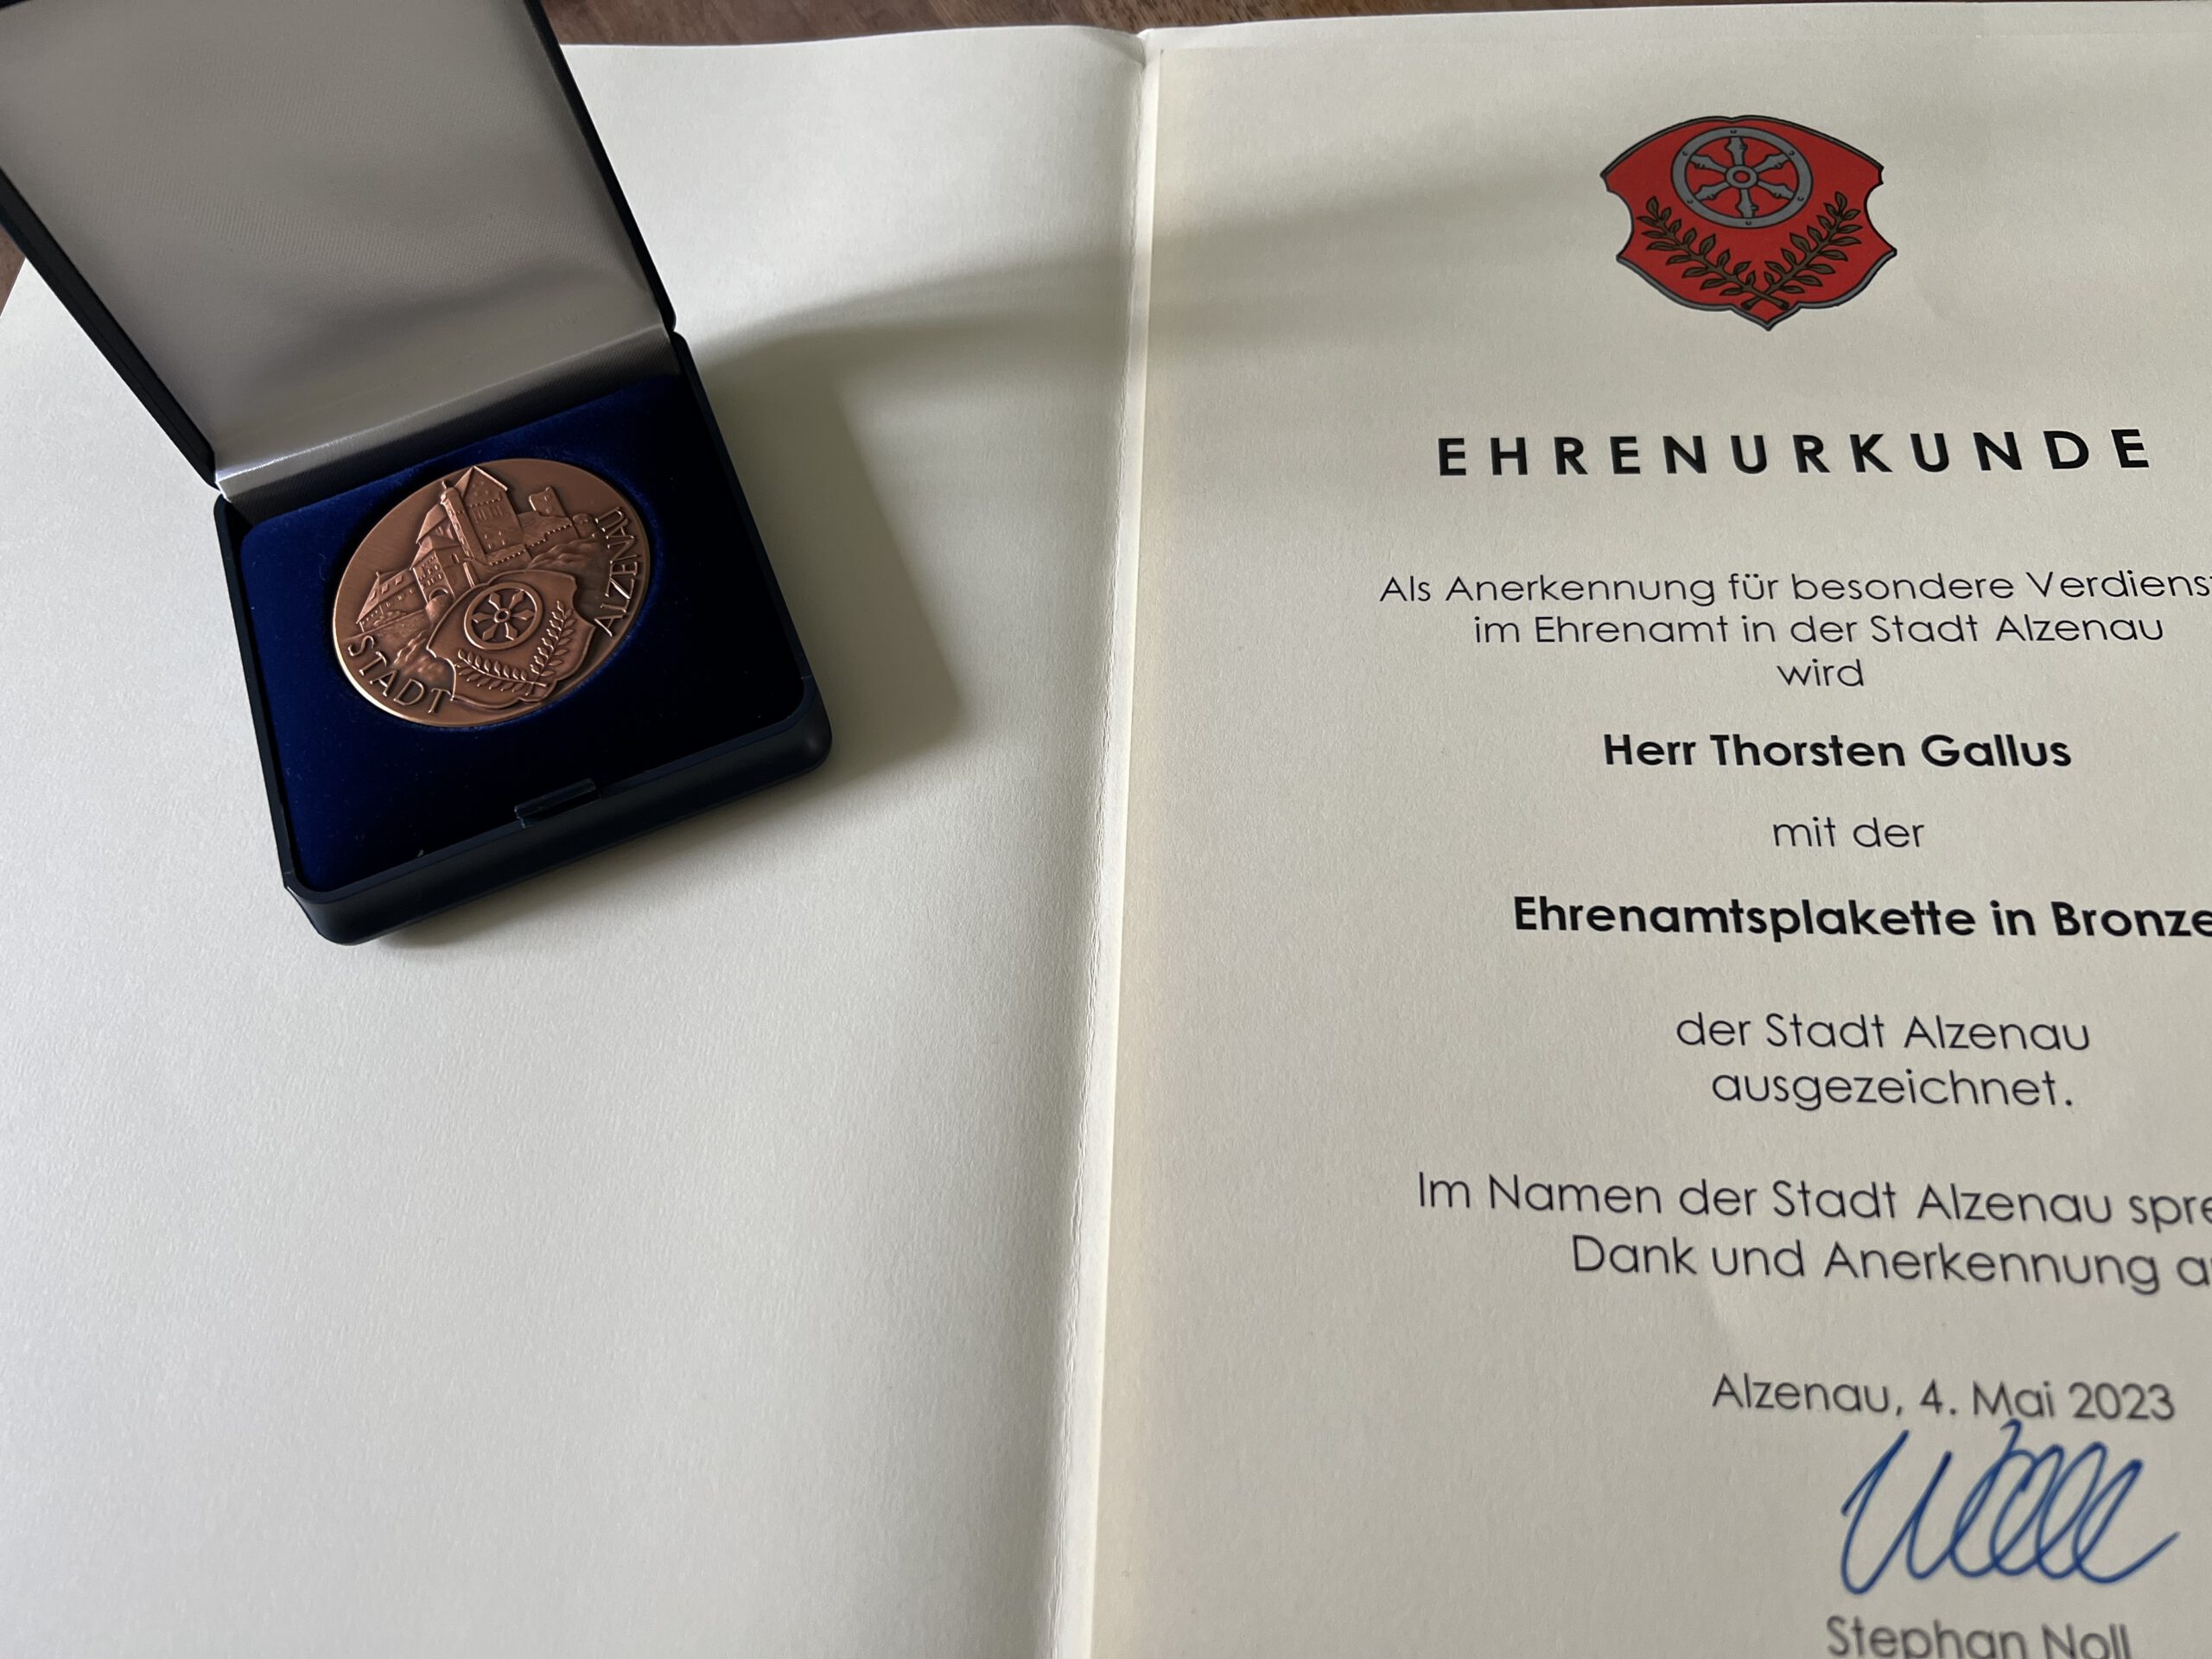 STADT
ALZENAU
EHRENURKUNDE
Als Anerkennung für besondere
im Ehrenamt in der Stadt Alzenau
wird
Herr Thorsten Gallus
mit der
Ehrenamtsplakette in Bronze
der Stadt Alzenau
ausgezeichnet.
Im Namen der Stadt Alzenau
Dank und Anerkennung
Alzenau, 4. Mai 2023
Stephan Noll